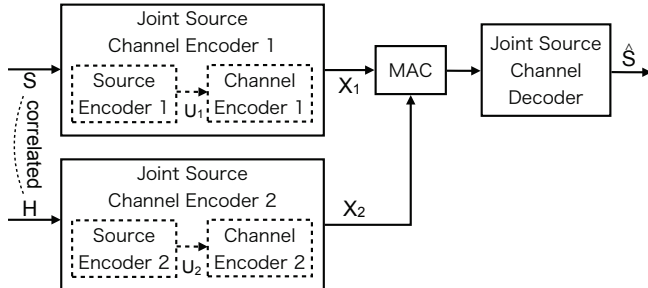 Joint Source
Channel Encoder 1
Source
Encoder 1
U₁
Channel
Encoder 1
S
X₁
MAC
Joint Source
Channel
Decoder
Ŝ
correlated
H
Joint Source
Channel Encoder 2
Source
Encoder 2
U₂
Channel
Encoder 2
X₂